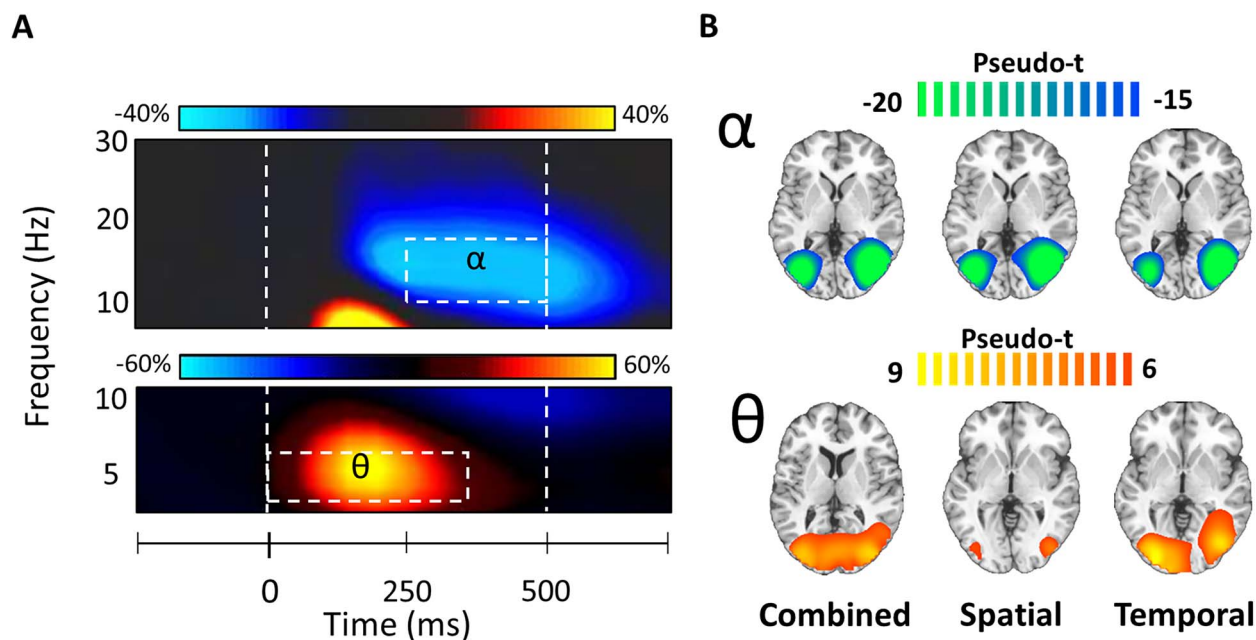 A
-40%
40%
30
20
10
α
-60%
60%
10
5
θ
Frequency (Hz)
0
250
500
Time (ms)
B
Pseudo-t
-20
-15
α
Pseudo-t
9
6
θ
Combined
Spatial
Temporal